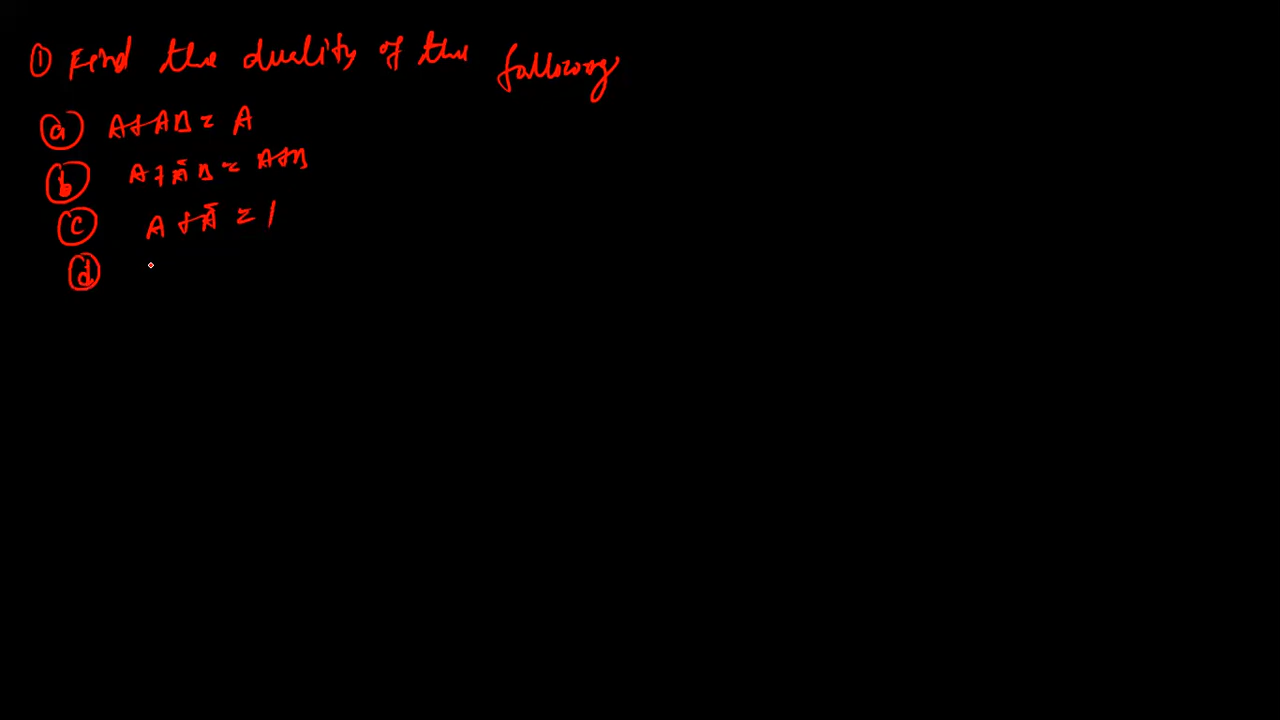 ① Find the duality of the following
ⓐ A+AB = A
ⓑ A+ĀB = A+B
ⓒ A+Ā = 1
ⓓ